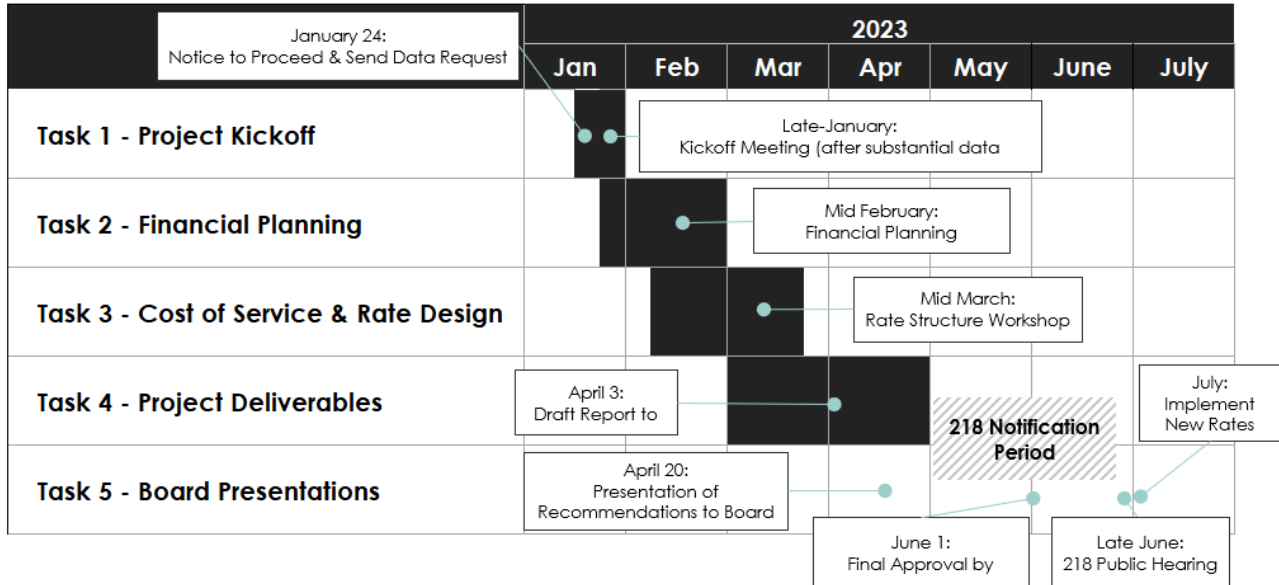 January 24:
Notice to Proceed & Send Data Request
2023
Jan Feb Mar Apr May June July
Task 1 - Project Kickoff
Late-January:
Kickoff Meeting (after substantial data
Task 2 - Financial Planning
Mid February:
Financial Planning
Task 3 - Cost of Service & Rate Design
Mid March:
Rate Structure Workshop
Task 4 - Project Deliverables
April 3:
Draft Report to
218 Notification
Period
July:
Implement
New Rates
Task 5 - Board Presentations
April 20:
Presentation of
Recommendations to Board
June 1:
Final Approval by
Late June:
218 Public Hearing